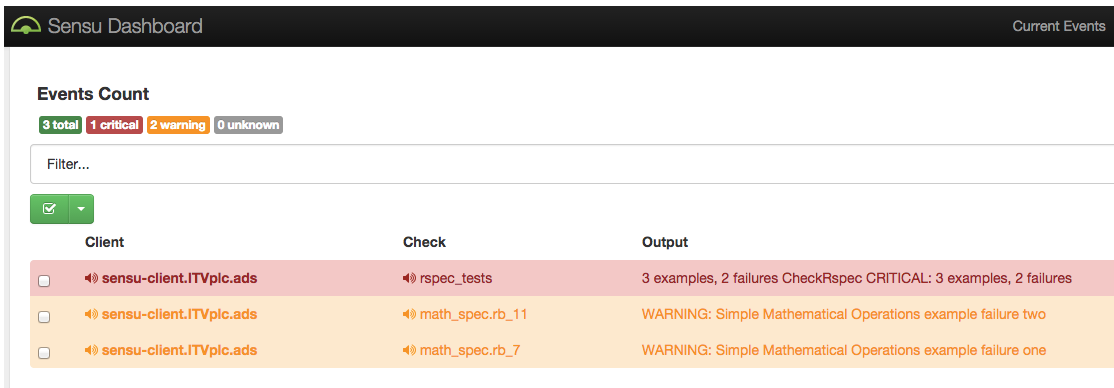 Sensu Dashboard Current Events
Events Count
3 total 1 critical 2 warning 0 unknown
Filter...
Client Check Output
sensu-client.ITVplc.ads rspec_tests 3 examples, 2 failures CheckRspec CRITICAL: 3 examples, 2 failures
sensu-client.ITVplc.ads math_spec.rb_11 WARNING: Simple Mathematical Operations example failure two
sensu-client.ITVplc.ads math_spec.rb_7 WARNING: Simple Mathematical Operations example failure one